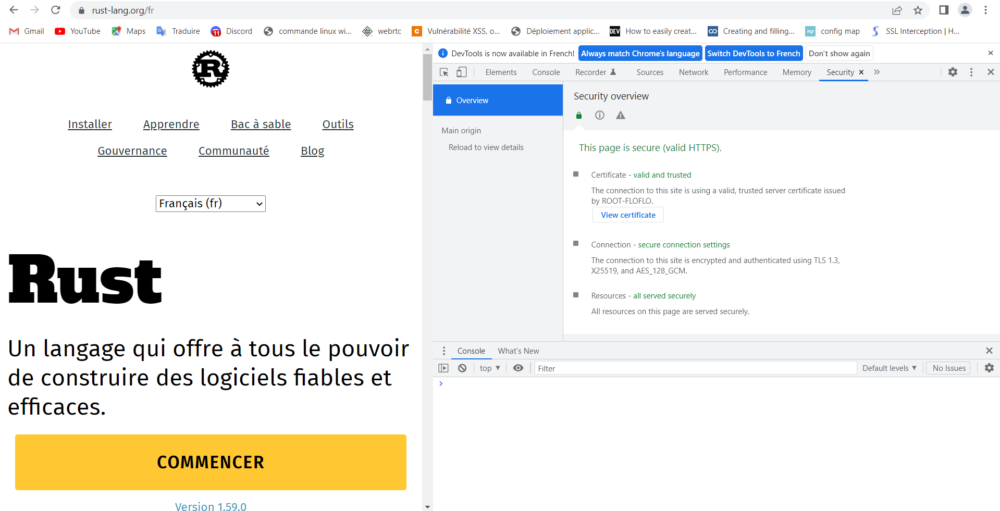 rust-lang.org/fr
Gmail YouTube Maps Traduire Discord commande linux wi... webrtc Vulnérabilité XSS, o... Déploiement applic... How to easily creat... Creating and filling... config map SSL Interception | H...
11 C DEV mp
R
Installer Apprendre Bac à sable Outils
Gouvernance Communauté Blog
Français (fr)
Rust
Un langage qui offre à tous le pouvoir
de construire des logiciels fiables et
efficaces.
COMMENCER
Version 1.59.0
DevTools is now available in French! Always match Chrome's language Switch DevTools to French Don't show again
Elements Console Recorder Sources Network Performance Memory Security
Overview
Main origin
Reload to view details
Security overview
This page is secure (valid HTTPS).
Certificate - valid and trusted
The connection to this site is using a valid, trusted server certificate issued
by ROOT-FLOFLO.
View certificate
Connection - secure connection settings
The connection to this site is encrypted and authenticated using TLS 1.3,
X25519, and AES_128_GCM.
Resources - all served securely
All resources on this page are served securely.
Console What's New
top Filter Default levels No Issues